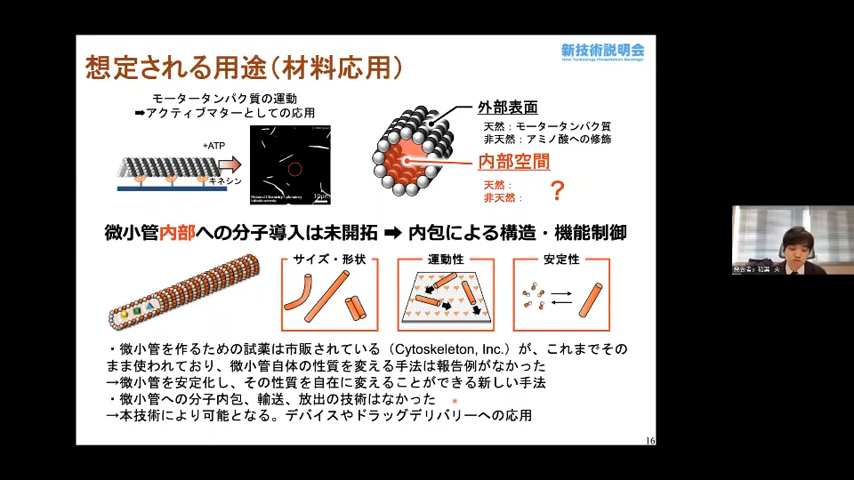 新技術説明会
New Technology Presentation Meetings!
想定される用途（材料応用）
モータータンパク質の運動
➡アクティブマターとしての応用
+ATP
キネシン
10μm
外部表面
天然：モータータンパク質
非天然：アミノ酸への修飾
内部空間
天然：
非天然：
？
微小管内部への分子導入は未開拓 ➡ 内包による構造・機能制御
サイズ・形状
運動性
安定性
・微小管を作るための試薬は市販されている（Cytoskeleton, Inc.）が、これまでその
まま使われており、微小管自体の性質を変える手法は報告例がなかった
→微小管を安定化し、その性質を自在に変えることができる新しい手法
・微小管への分子内包、輸送、放出の技術はなかった
→本技術により可能となる。デバイスやドラッグデリバリーへの応用
16